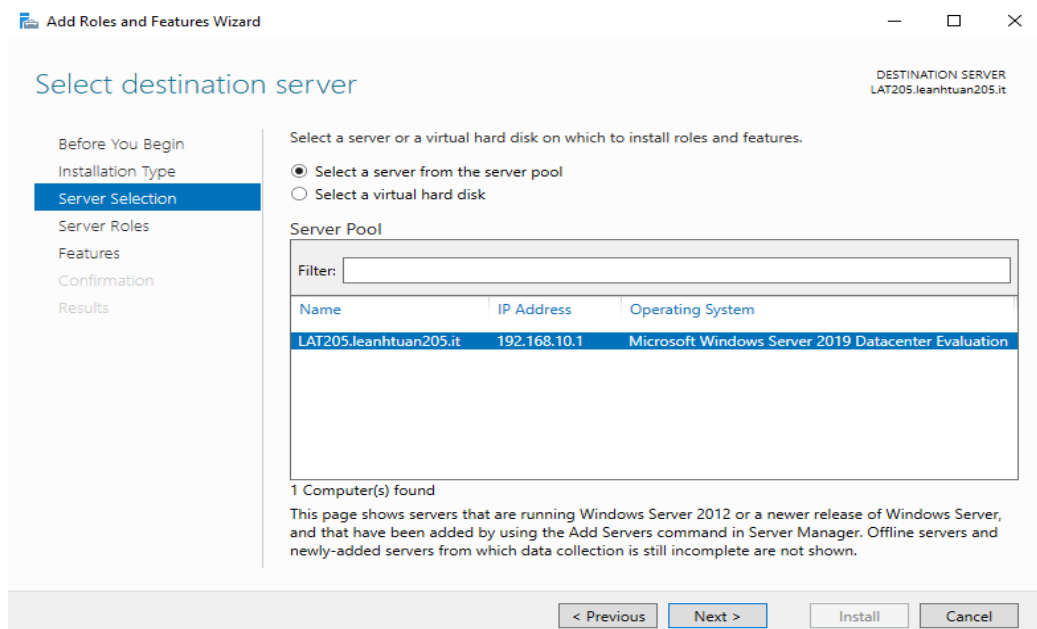 Add Roles and Features Wizard
Select destination server
DESTINATION SERVER
LAT205.leanhtuan205.it
Before You Begin
Installation Type
Server Selection
Server Roles
Features
Confirmation
Results
Select a server or a virtual hard disk on which to install roles and features.
Select a server from the server pool
Select a virtual hard disk
Server Pool
Filter:
Name IP Address Operating System
LAT205.leanhtuan205.it 192.168.10.1 Microsoft Windows Server 2019 Datacenter Evaluation
1 Computer(s) found
This page shows servers that are running Windows Server 2012 or a newer release of Windows Server,
and that have been added by using the Add Servers command in Server Manager. Offline servers and
newly-added servers from which data collection is still incomplete are not shown.
< Previous Next > Install Cancel